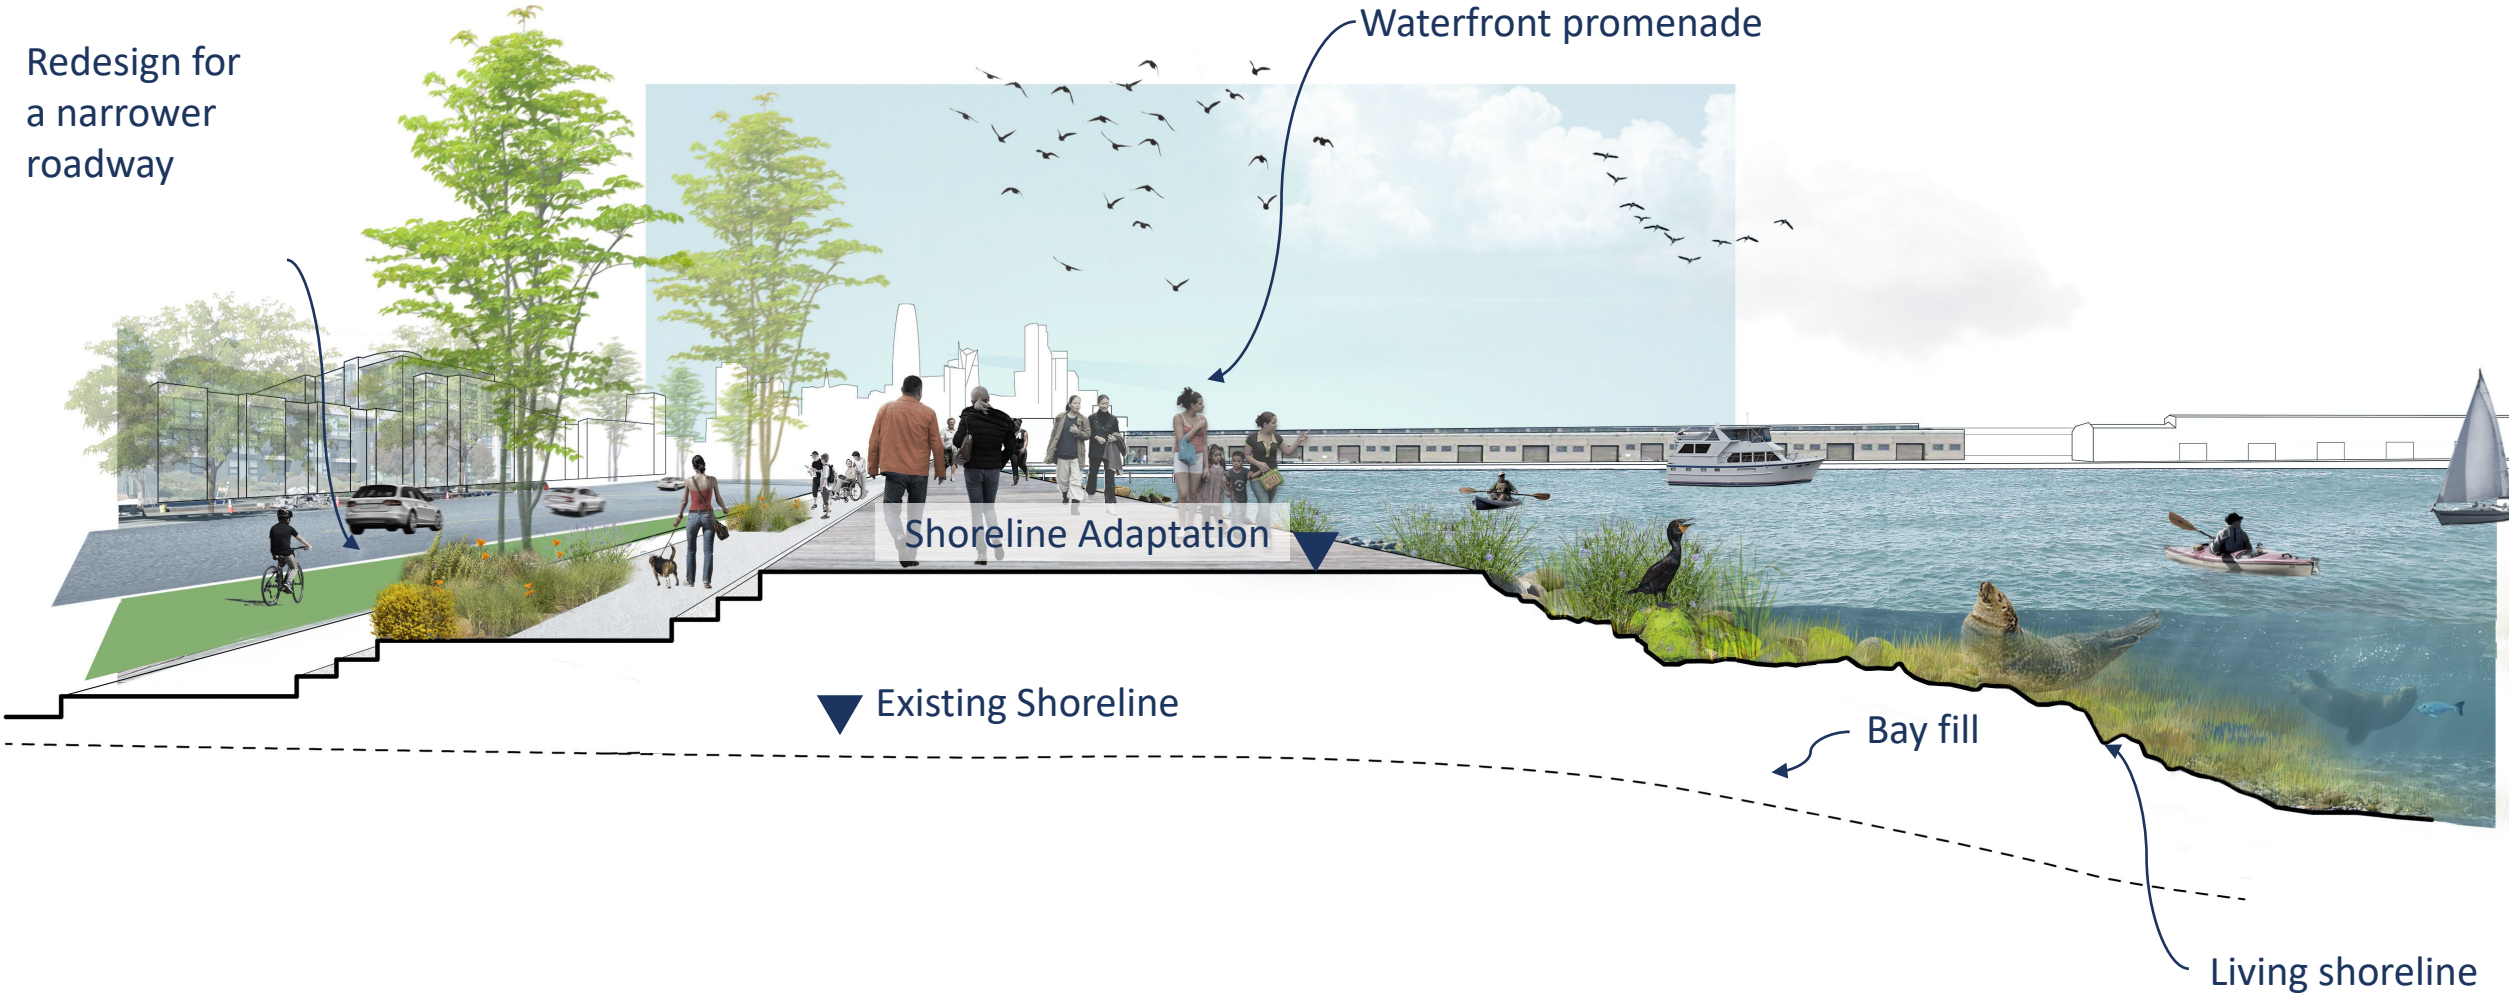 Waterfront promenade
Redesign for
a narrower
roadway
Shoreline Adaptation
Existing Shoreline
Bay fill
Living shoreline